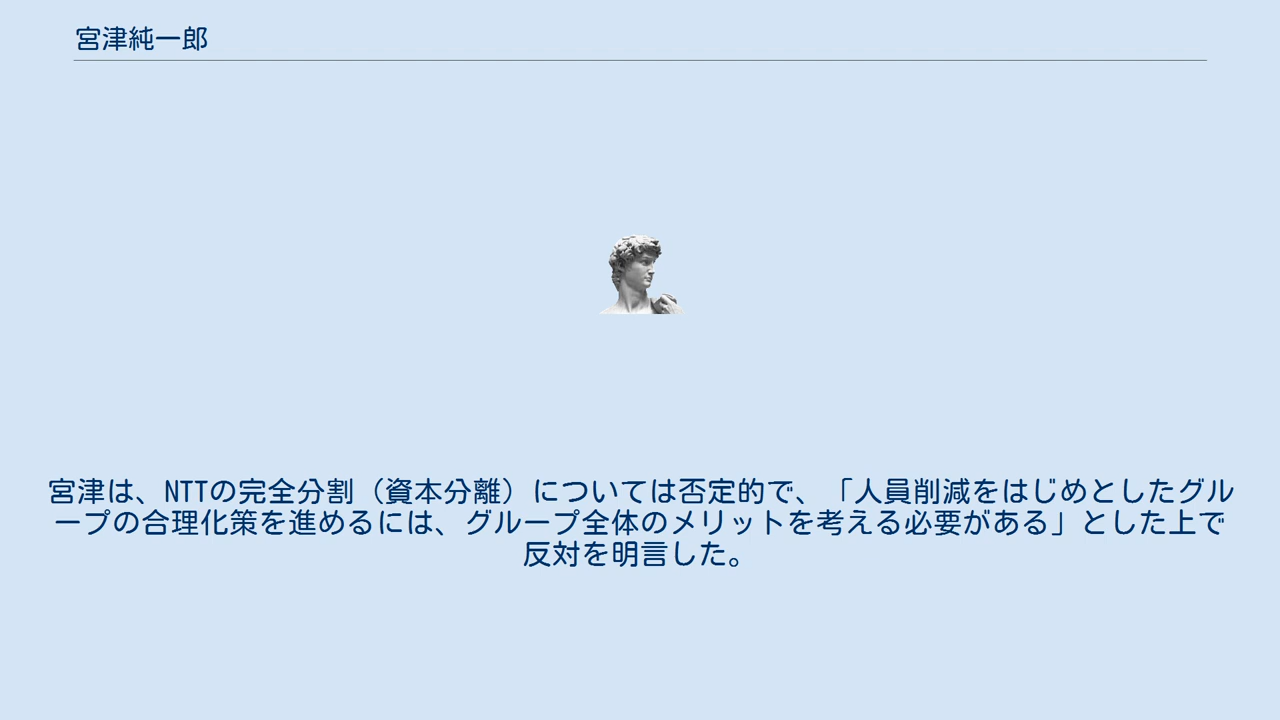 宮津純一郎
宮津は、NTTの完全分割（資本分離）については否定的で、「人員削減をはじめとしたグル
ープの合理化策を進めるには、グループ全体のメリットを考える必要がある」とした上で
反対を明言した。